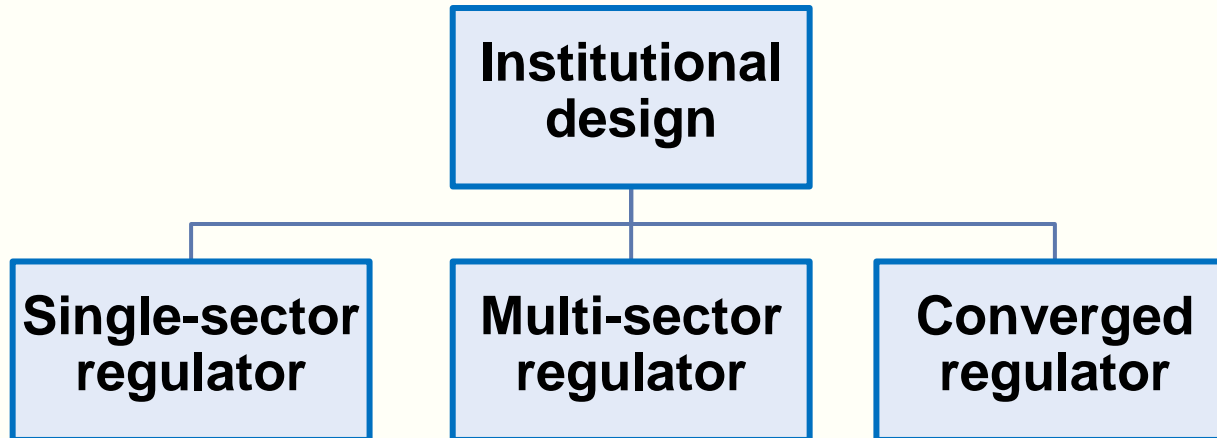 Institutional
design
Single-sector
regulator
Multi-sector
regulator
Converged
regulator